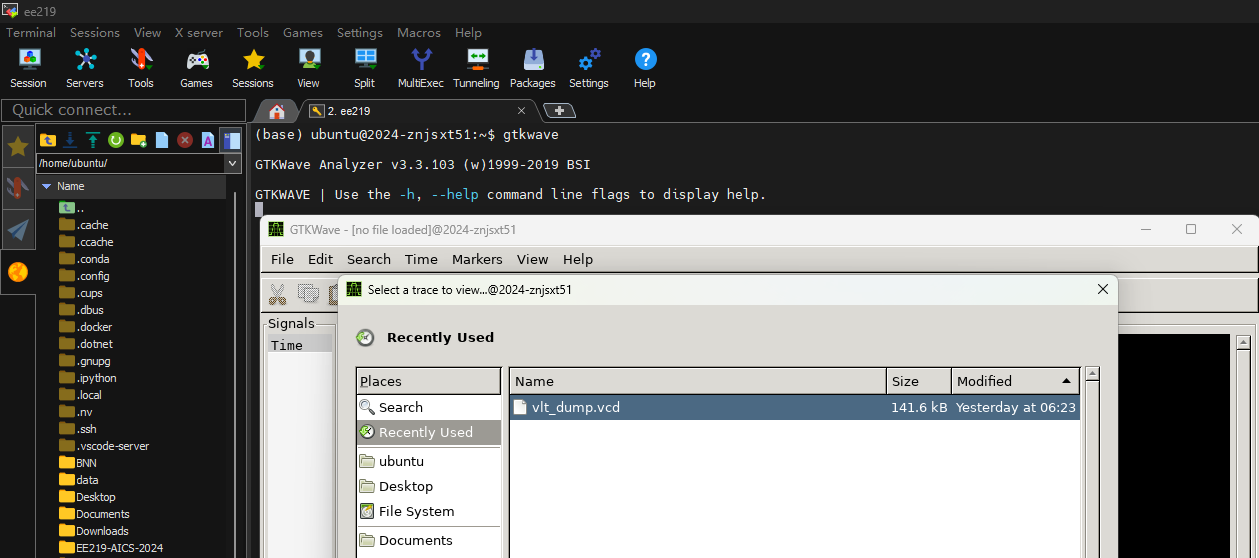 ee219
Terminal Sessions View X server Tools Games Settings Macros Help
Session Servers Tools Games Sessions View Split MultiExec Tunneling Packages Settings Help
Quick connect...
2. ee219
/home/ubuntu/
Name
..
.cache
.ccache
.conda
.config
.cups
.dbus
.docker
.dotnet
.gnupg
.ipython
.local
.nv
.ssh
.vscode-server
BNN
data
Desktop
Documents
Downloads
EE219-AICS-2024
(base) ubuntu@2024-znjsxt51:~$ gtkwave
GTKWave Analyzer v3.3.103 (w)1999-2019 BSI
GTKWAVE | Use the -h, --help command line flags to display help.
GTKWave - [no file loaded]@2024-znjsxt51
File Edit Search Time Markers View Help
Signals
Time
Select a trace to view...@2024-znjsxt51
Recently Used
Places
Search
Recently Used
ubuntu
Desktop
File System
Documents
Name Size Modified
vlt_dump.vcd 141.6 kB Yesterday at 06:23